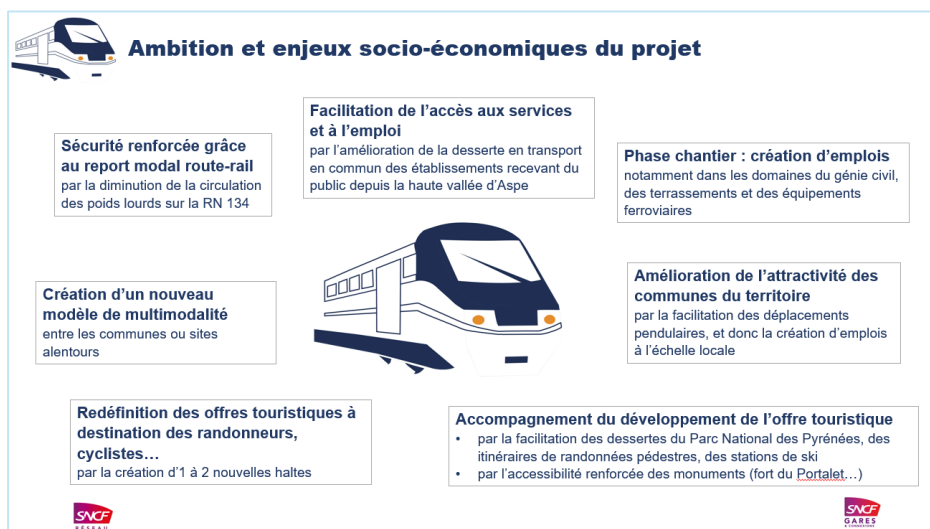 Ambition et enjeux socio-économiques du projet
Facilitation de l'accès aux services
et à l'emploi
par l'amélioration de la desserte en transport
en commun des établissements recevant du
public depuis la haute vallée d'Aspe
Sécurité renforcée grâce
au report modal route-rail
par la diminution de la circulation
des poids lourds sur la RN 134
Phase chantier : création d'emplois
notamment dans les domaines du génie civil,
des terrassements et des équipements
ferroviaires
Création d'un nouveau
modèle de multimodalité
entre les communes ou sites
alentours
Amélioration de l'attractivité des
communes du territoire
par la facilitation des déplacements
pendulaires, et donc la création d'emplois
à l'échelle locale
Redéfinition des offres touristiques à
destination des randonneurs,
cyclistes…
par la création d'1 à 2 nouvelles haltes
Accompagnement du développement de l'offre touristique
• par la facilitation des dessertes du Parc National des Pyrénées, des
itinéraires de randonnées pédestres, des stations de ski
• par l'accessibilité renforcée des monuments (fort du Portalet…)
SNCF
RÉSEAU
SNCF
GARES
& CONNEXIONS